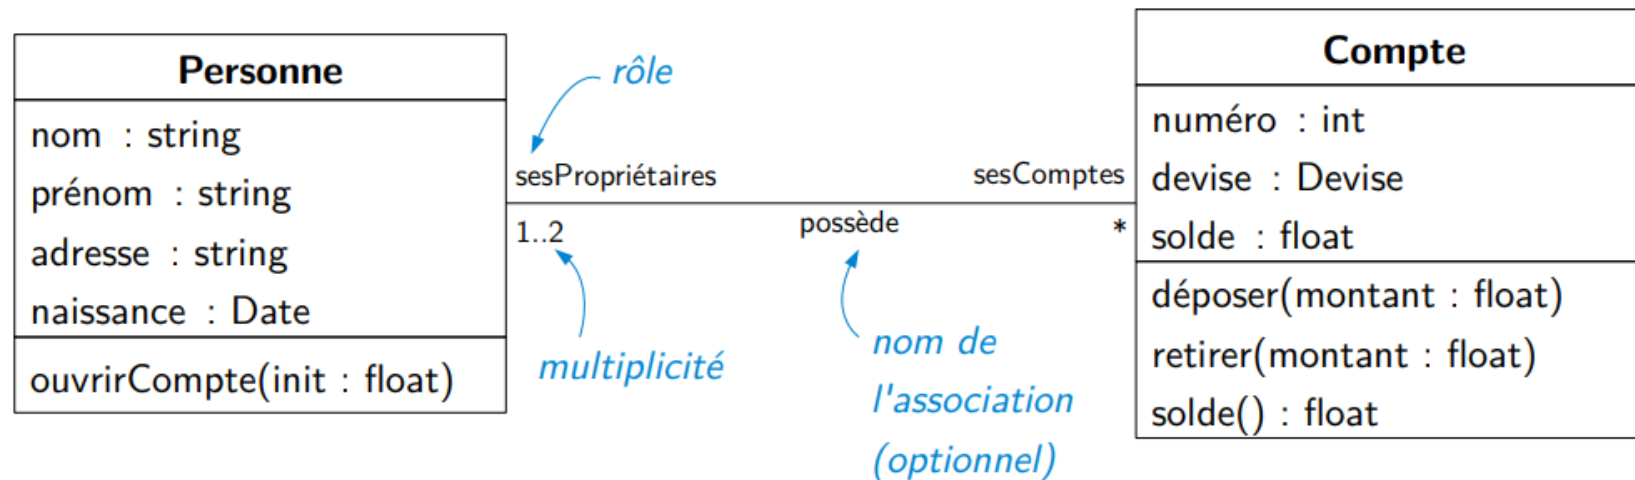 Personne
nom : string
prénom : string
adresse : string
naissance : Date
ouvrirCompte(init : float)
rôle
sesPropriétaires
1..2
multiplicité
possède
nom de
l'association
(optionnel)
sesComptes
*
Compte
numéro : int
devise : Devise
solde : float
déposer(montant : float)
retirer(montant : float)
solde() : float